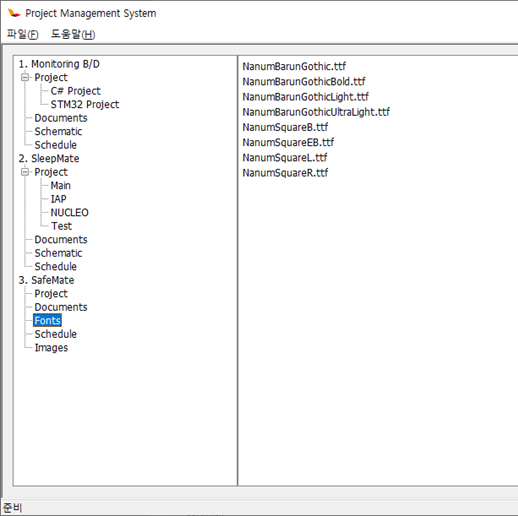 Project Management System
파일(F) 도움말(H)
1. Monitoring B/D
Project
C# Project
STM32 Project
Documents
Schematic
Schedule
2. SleepMate
Project
Main
IAP
NUCLEO
Test
Documents
Schematic
Schedule
3. SafeMate
Project
Documents
Fonts
Schedule
Images
NanumBarunGothic.ttf
NanumBarunGothicBold.ttf
NanumBarunGothicLight.ttf
NanumBarunGothicUltraLight.ttf
NanumSquareB.ttf
NanumSquareEB.ttf
NanumSquareL.ttf
NanumSquareR.ttf
준비